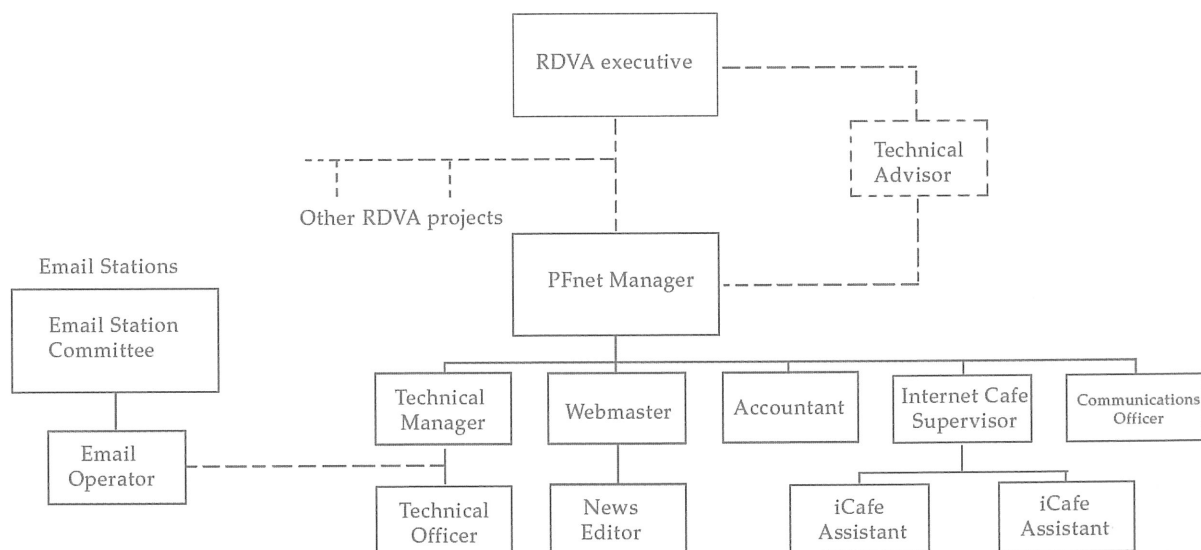 RDVA executive
Technical
Advisor
Other RDVA projects
PFnet Manager
Email Stations
Email Station
Committee
Technical
Manager
Webmaster
Accountant
Internet Cafe
Supervisor
Communications
Officer
Email
Operator
Technical
Officer
News
Editor
iCafe
Assistant
iCafe
Assistant